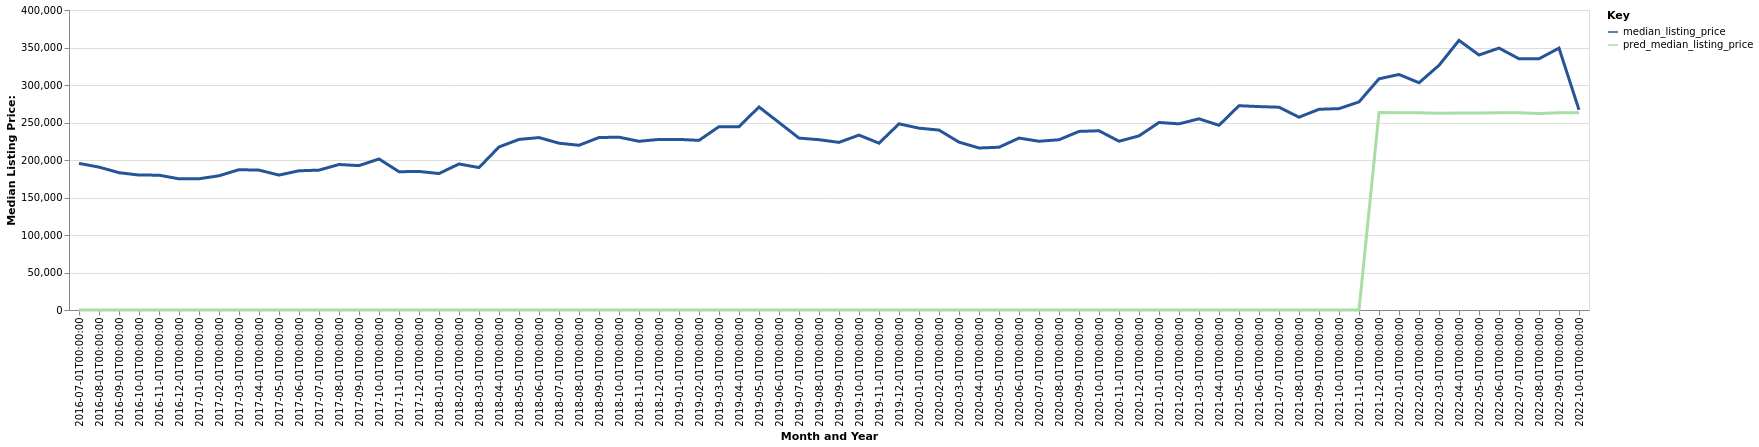 400,000
350,000
300,000
250,000
200,000
150,000
100,000
50,000
0
Median Listing Price:
2016-07-01T00:00:00
2016-08-01T00:00:00
2016-09-01T00:00:00
2016-10-01T00:00:00
2016-11-01T00:00:00
2016-12-01T00:00:00
2017-01-01T00:00:00
2017-02-01T00:00:00
2017-03-01T00:00:00
2017-04-01T00:00:00
2017-05-01T00:00:00
2017-06-01T00:00:00
2017-07-01T00:00:00
2017-08-01T00:00:00
2017-09-01T00:00:00
2017-10-01T00:00:00
2017-11-01T00:00:00
2017-12-01T00:00:00
2018-01-01T00:00:00
2018-02-01T00:00:00
2018-03-01T00:00:00
2018-04-01T00:00:00
2018-05-01T00:00:00
2018-06-01T00:00:00
2018-07-01T00:00:00
2018-08-01T00:00:00
2018-09-01T00:00:00
2018-10-01T00:00:00
2018-11-01T00:00:00
2018-12-01T00:00:00
2019-01-01T00:00:00
2019-02-01T00:00:00
2019-03-01T00:00:00
2019-04-01T00:00:00
2019-05-01T00:00:00
2019-06-01T00:00:00
2019-07-01T00:00:00
2019-08-01T00:00:00
2019-09-01T00:00:00
2019-10-01T00:00:00
2019-11-01T00:00:00
2019-12-01T00:00:00
2020-01-01T00:00:00
2020-02-01T00:00:00
2020-03-01T00:00:00
2020-04-01T00:00:00
2020-05-01T00:00:00
2020-06-01T00:00:00
2020-07-01T00:00:00
2020-08-01T00:00:00
2020-09-01T00:00:00
2020-10-01T00:00:00
2020-11-01T00:00:00
2020-12-01T00:00:00
2021-01-01T00:00:00
2021-02-01T00:00:00
2021-03-01T00:00:00
2021-04-01T00:00:00
2021-05-01T00:00:00
2021-06-01T00:00:00
2021-07-01T00:00:00
2021-08-01T00:00:00
2021-09-01T00:00:00
2021-10-01T00:00:00
2021-11-01T00:00:00
2021-12-01T00:00:00
2022-01-01T00:00:00
2022-02-01T00:00:00
2022-03-01T00:00:00
2022-04-01T00:00:00
2022-05-01T00:00:00
2022-06-01T00:00:00
2022-07-01T00:00:00
2022-08-01T00:00:00
2022-09-01T00:00:00
2022-10-01T00:00:00
Month and Year
Key
median_listing_price
pred_median_listing_price